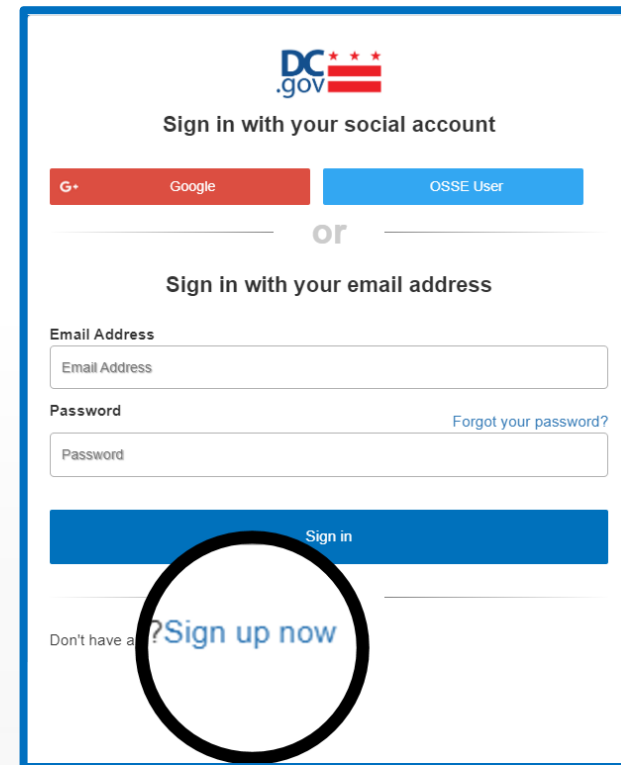 DC
.gov
Sign in with your social account
G+ Google OSSE User
or
Sign in with your email address
Email Address
Email Address
Password Forgot your password?
Password
Sign in
Don't have a ?Sign up now